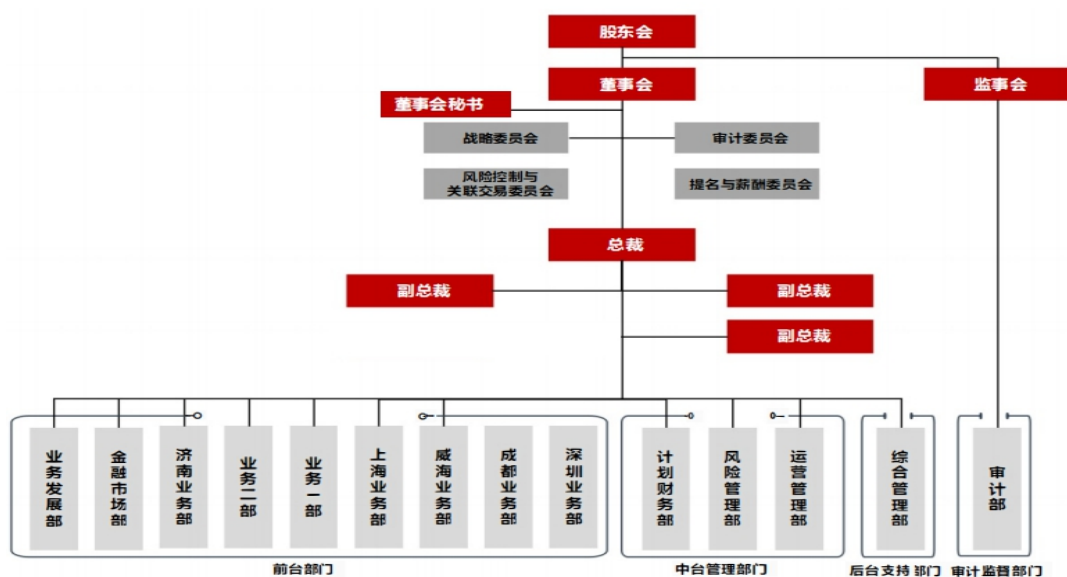 股东会
董事会
监事会
董事会秘书
战略委员会
审计委员会
风险控制与
关联交易委员会
提名与薪酬委员会
总裁
副总裁
副总裁
副总裁
业务发展部
金融市场部
济南业务部
业务二部
业务一部
上海业务部
威海业务部
成都业务部
深圳业务部
计划财务部
风险管理部
运营管理部
综合管理部
审计部
前台部门
中台管理部门
后台支持部门
审计监督部门